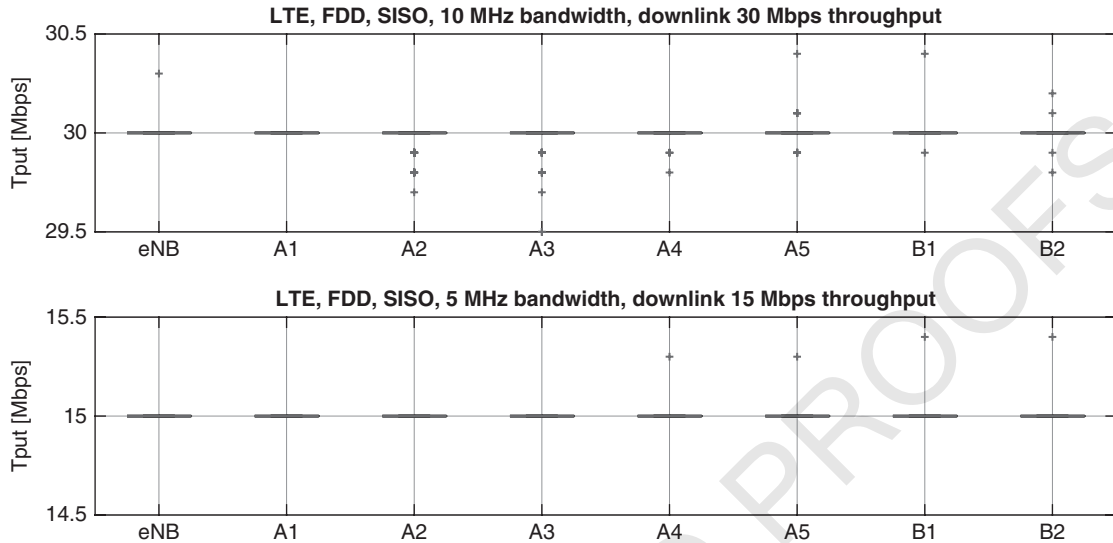 LTE, FDD, SISO, 10 MHz bandwidth, downlink 30 Mbps throughput
30.5
30
29.5
Tput [Mbps]
eNB A1 A2 A3 A4 A5 B1 B2
LTE, FDD, SISO, 5 MHz bandwidth, downlink 15 Mbps throughput
15.5
15
14.5
Tput [Mbps]
eNB A1 A2 A3 A4 A5 B1 B2
PROOFS